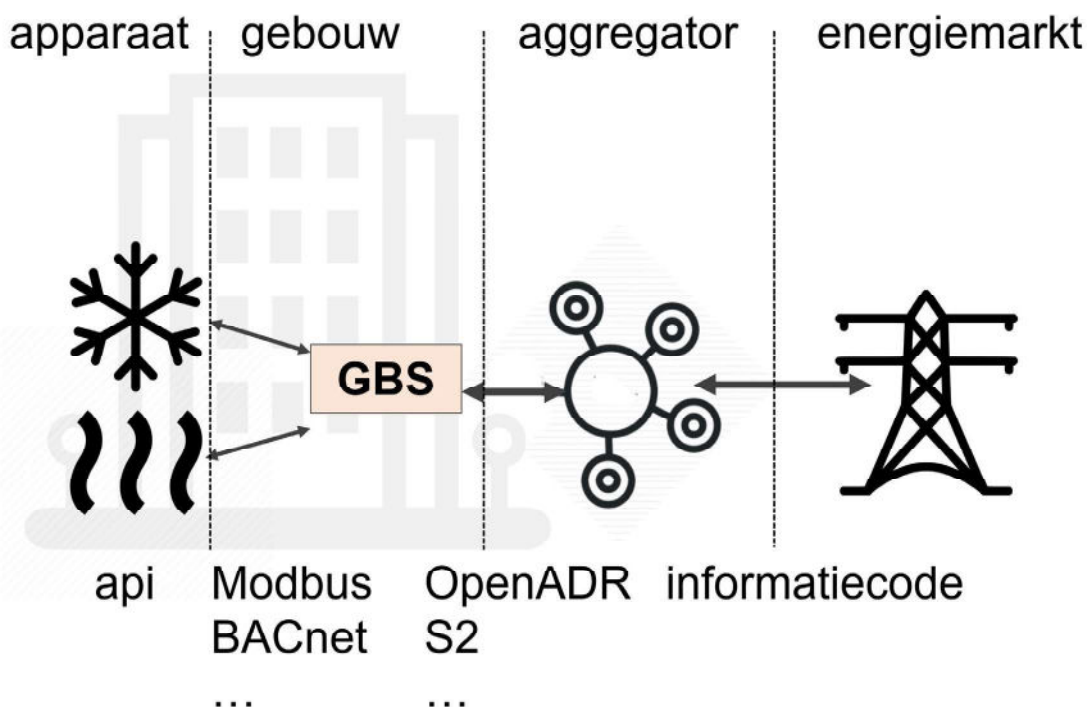 apparaat gebouw aggregator energiemarkt
GBS
api Modbus OpenADR informatiecode
BACnet S2
... ...